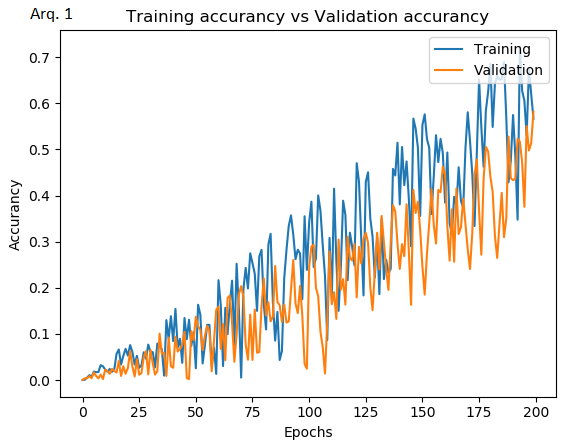 Arq. 1
Training accurancy vs Validation accurancy
Training
Validation
0.7
0.6
0.5
0.4
0.3
0.2
0.1
0.0
Accurancy
0 25 50 75 100 125 150 175 200
Epochs